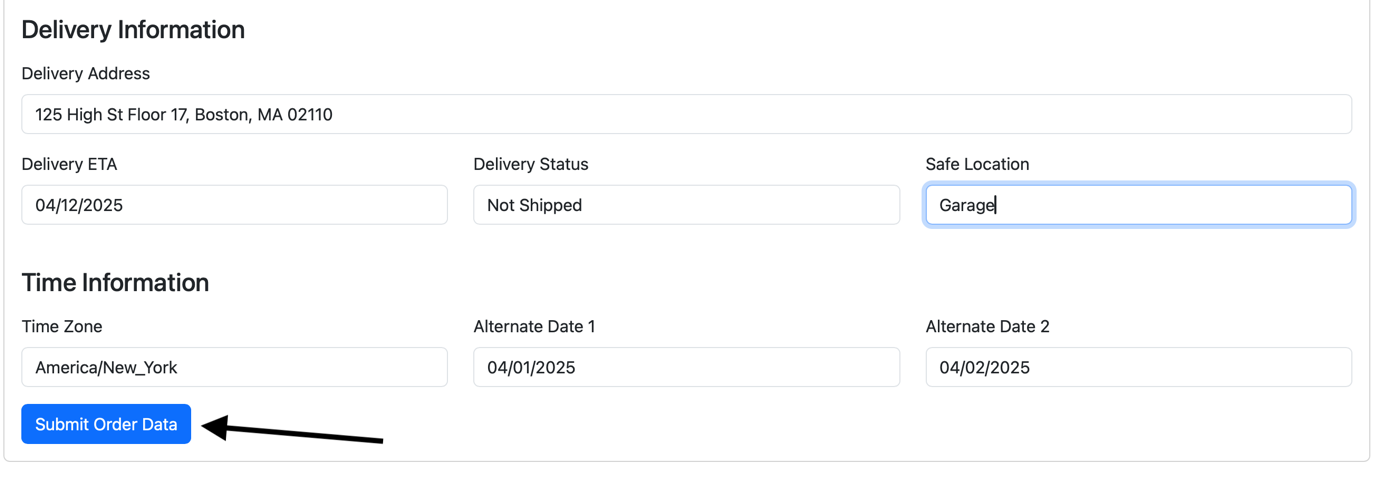 Delivery Information
Delivery Address
125 High St Floor 17, Boston, MA 02110
Delivery ETA
Delivery Status
Safe Location
04/12/2025
Not Shipped
Garage
Time Information
Time Zone
Alternate Date 1
Alternate Date 2
America/New_York
04/01/2025
04/02/2025
Submit Order Data